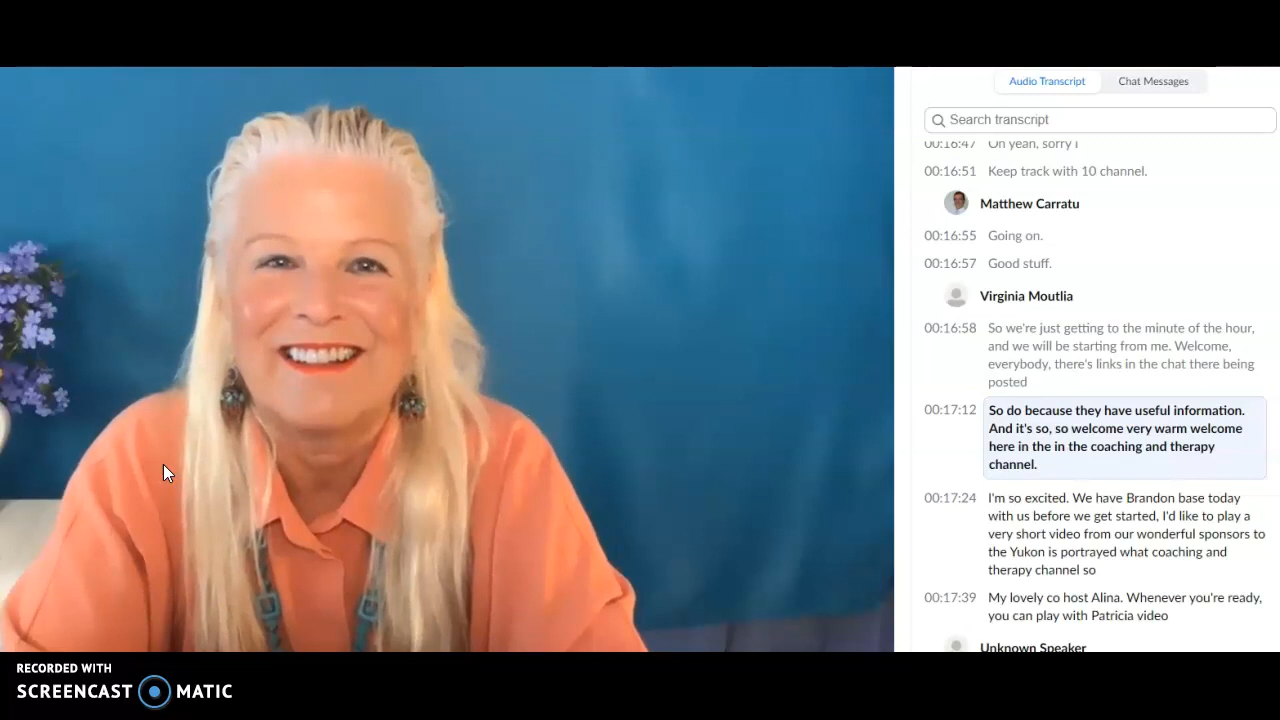 Audio Transcript
Chat Messages
Search transcript
00:16:47 Oh yeah, sorry I
00:16:51 Keep track with 10 channel.
Matthew Carratu
00:16:55 Going on.
00:16:57 Good stuff.
Virginia Moutlia
00:16:58 So we're just getting to the minute of the hour,
and we will be starting from me. Welcome,
everybody, there's links in the chat there being
posted
00:17:12 So do because they have useful information.
And it's so, so welcome very warm welcome
here in the in the coaching and therapy
channel.
00:17:24 I'm so excited. We have Brandon base today
with us before we get started, I'd like to play a
very short video from our wonderful sponsors to
the Yukon is portrayed what coaching and
therapy channel so
00:17:39 My lovely co host Alina. Whenever you're ready,
you can play with Patricia video
Unknown Speaker
RECORDED WITH
SCREENCAST MATIC